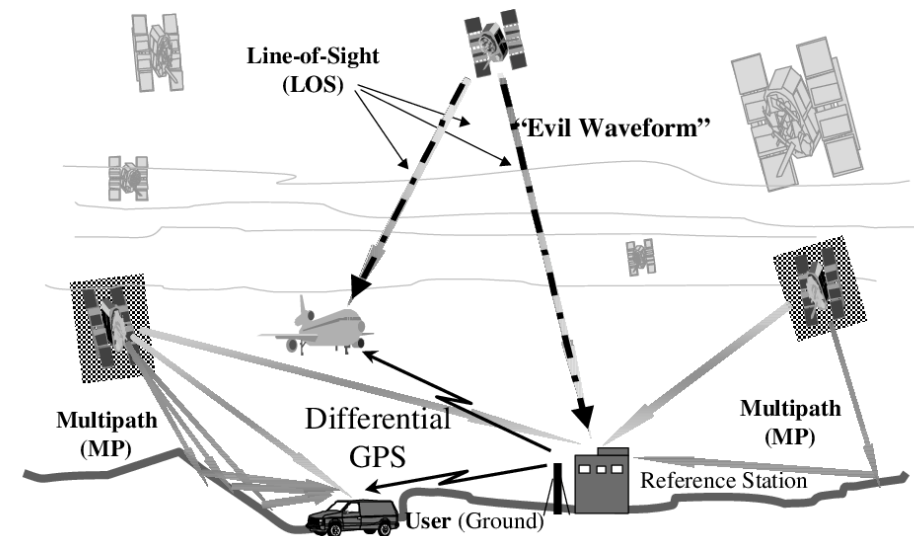 Line-of-Sight
(LOS)
“Evil Waveform”
Multipath
(MP)
Differential
GPS
Multipath
(MP)
Reference Station
User (Ground)